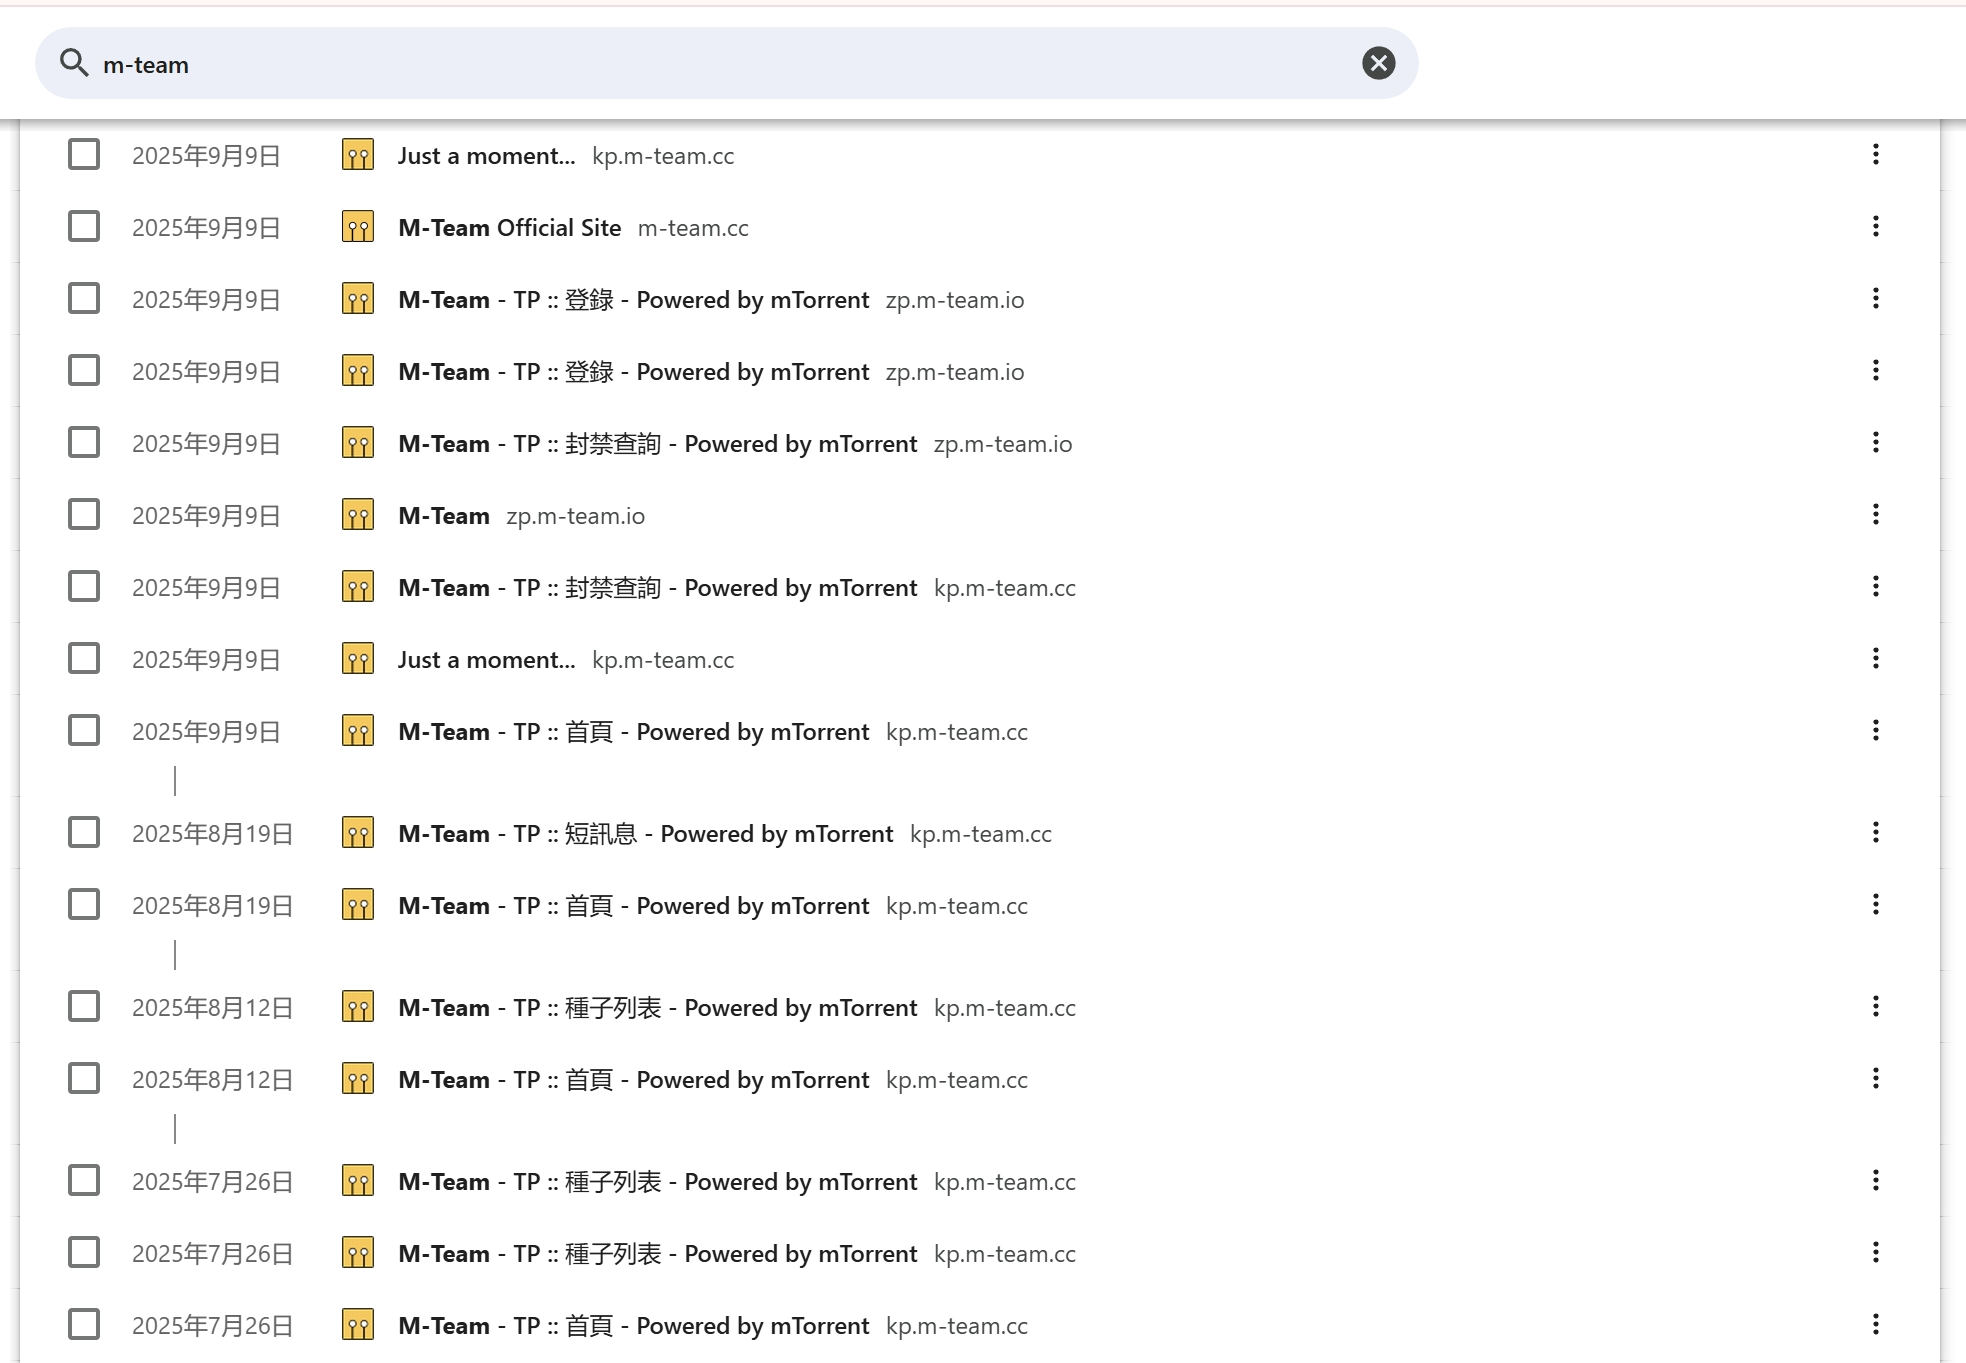 m-team
2025年9月9日 Just a moment... kp.m-team.cc
2025年9月9日 M-Team Official Site m-team.cc
2025年9月9日 M-Team - TP :: 登錄 - Powered by mTorrent zp.m-team.io
2025年9月9日 M-Team - TP :: 登錄 - Powered by mTorrent zp.m-team.io
2025年9月9日 M-Team - TP :: 封禁查詢 - Powered by mTorrent zp.m-team.io
2025年9月9日 M-Team zp.m-team.io
2025年9月9日 M-Team - TP :: 封禁查詢 - Powered by mTorrent kp.m-team.cc
2025年9月9日 Just a moment... kp.m-team.cc
2025年9月9日 M-Team - TP :: 首頁 - Powered by mTorrent kp.m-team.cc
2025年8月19日 M-Team - TP :: 短訊息 - Powered by mTorrent kp.m-team.cc
2025年8月19日 M-Team - TP :: 首頁 - Powered by mTorrent kp.m-team.cc
2025年8月12日 M-Team - TP :: 種子列表 - Powered by mTorrent kp.m-team.cc
2025年8月12日 M-Team - TP :: 首頁 - Powered by mTorrent kp.m-team.cc
2025年7月26日 M-Team - TP :: 種子列表 - Powered by mTorrent kp.m-team.cc
2025年7月26日 M-Team - TP :: 種子列表 - Powered by mTorrent kp.m-team.cc
2025年7月26日 M-Team - TP :: 首頁 - Powered by mTorrent kp.m-team.cc